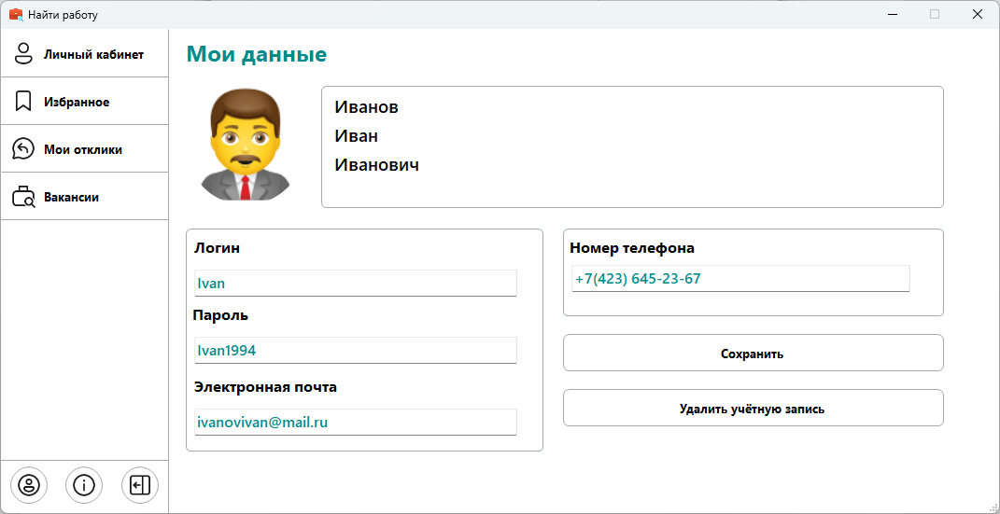 Найти работу
Личный кабинет
Избранное
Мои отклики
Вакансии
Мои данные
Иванов
Иван
Иванович
Логин
Ivan
Пароль
Ivan1994
Электронная почта
ivanovivan@mail.ru
Номер телефона
+7(423) 645-23-67
Сохранить
Удалить учётную запись